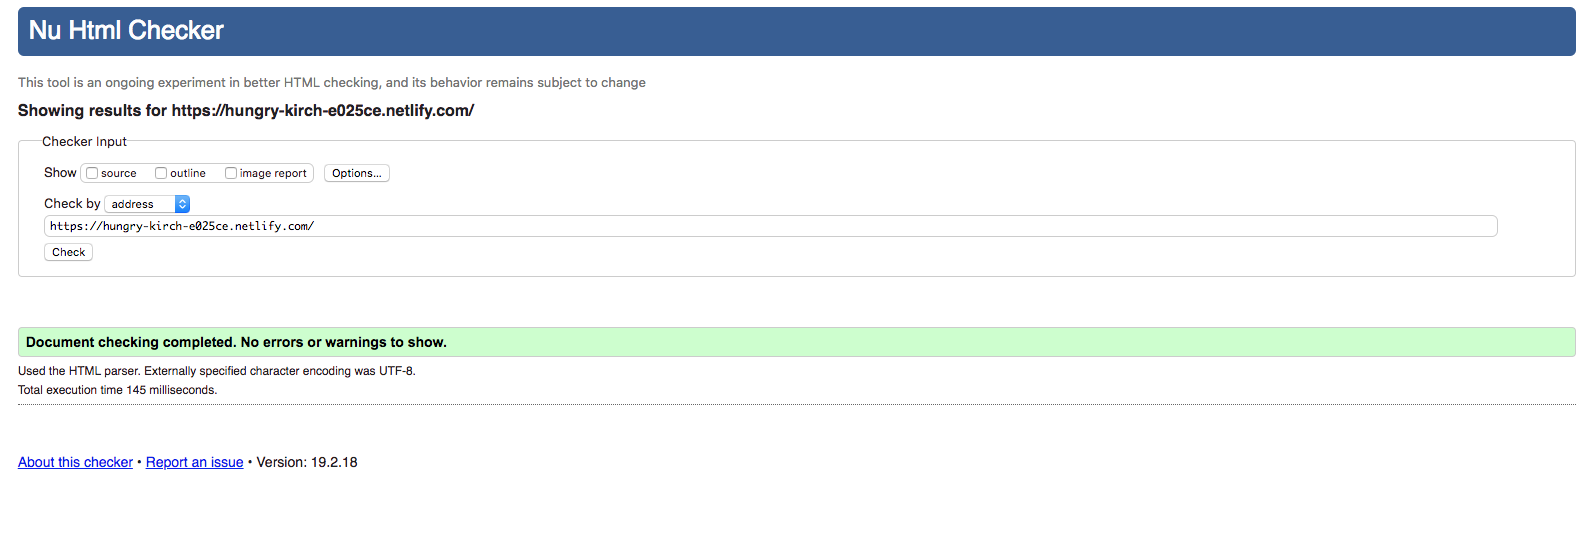 Nu Html Checker
This tool is an ongoing experiment in better HTML checking, and its behavior remains subject to change
Showing results for https://hungry-kirch-e025ce.netlify.com/
Checker Input
Show source outline image report Options...
Check by address
https://hungry-kirch-e025ce.netlify.com/
Check
Document checking completed. No errors or warnings to show.
Used the HTML parser. Externally specified character encoding was UTF-8.
Total execution time 145 milliseconds.
About this checker • Report an issue • Version: 19.2.18